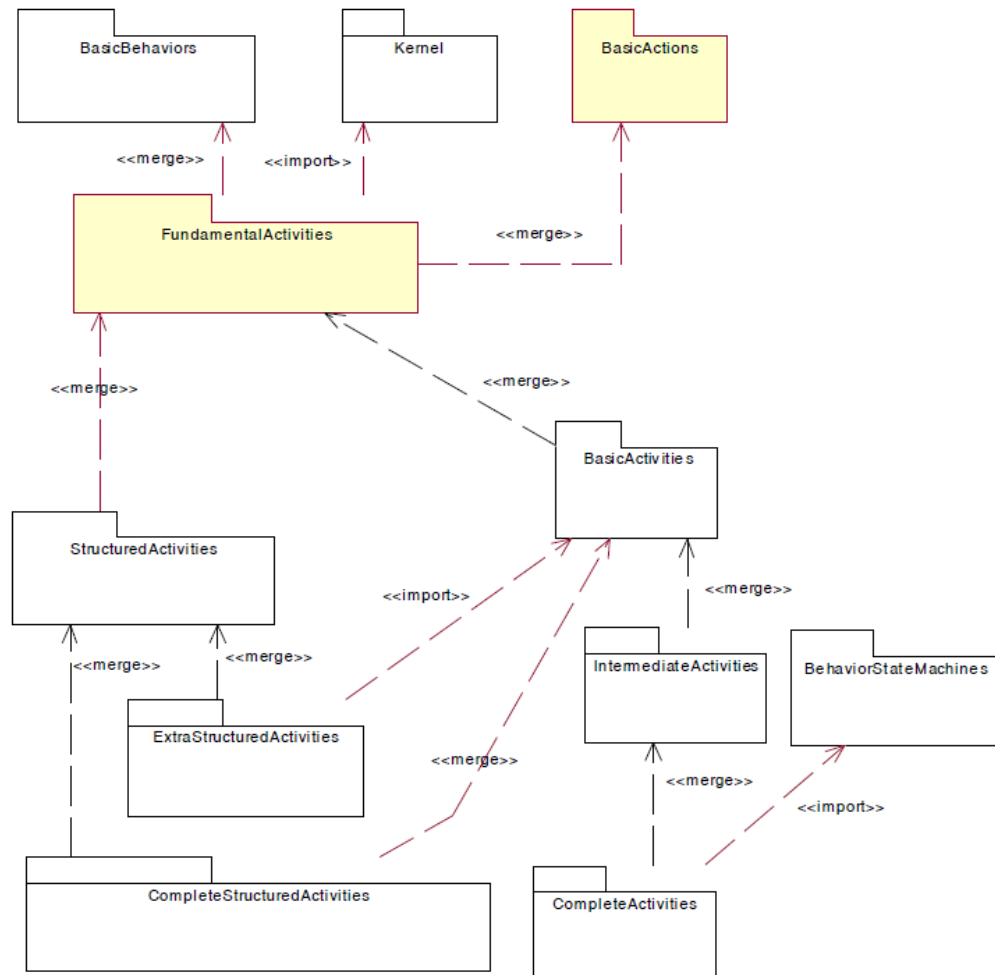 BasicBehaviors
Kernel
BasicActions
<<merge>>
<<import>>
FundamentalActivities
<<merge>>
<<merge>>
<<merge>>
BasicActivities
StructuredActivities
<<import>>
<<merge>>
<<merge>>
<<merge>>
IntermediateActivities
BehaviorStateMachines
ExtraStructuredActivities
<<merge>>
<<merge>>
<<import>>
CompleteStructuredActivities
CompleteActivities